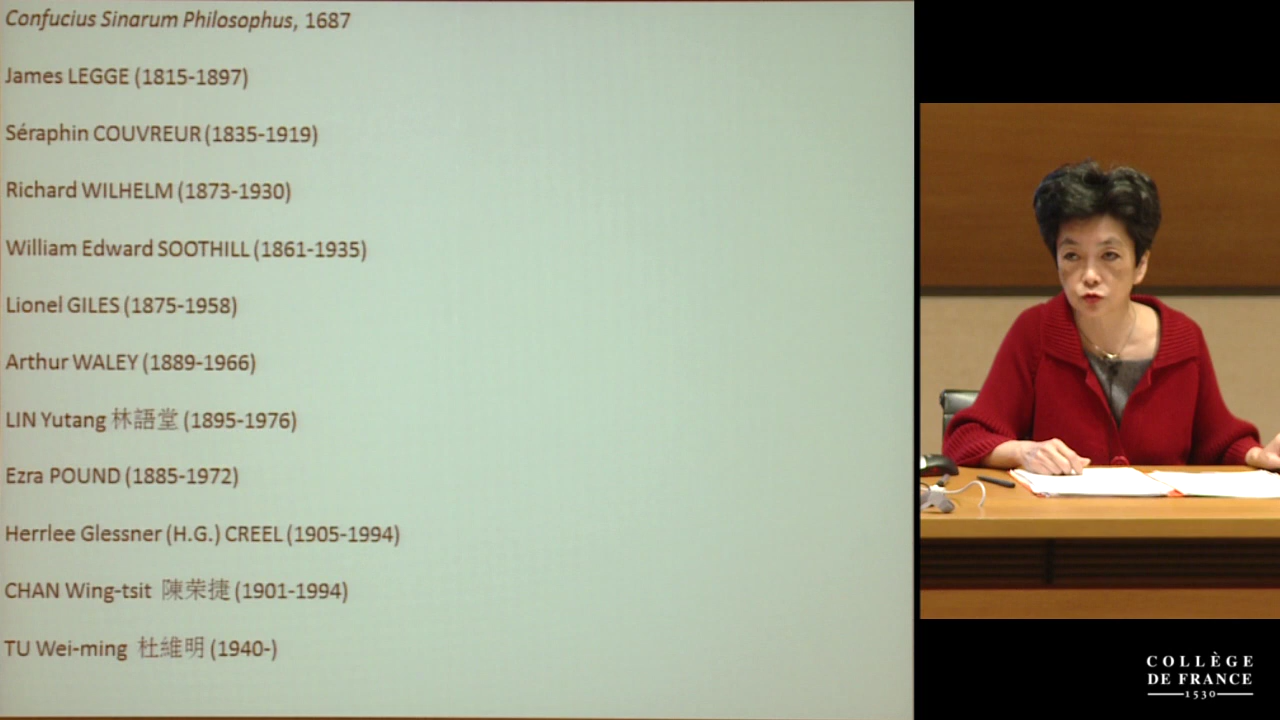 Confucius Sinarum Philosophus, 1687
James LEGGE (1815-1897)
Séraphin COUVREUR (1835-1919)
Richard WILHELM (1873-1930)
William Edward SOOTHILL (1861-1935)
Lionel GILES (1875-1958)
Arthur WALEY (1889-1966)
LIN Yutang 林語堂 (1895-1976)
Ezra POUND (1885-1972)
Herrlee Glessner (H.G.) CREEL (1905-1994)
CHAN Wing-tsit 陳荣捷 (1901-1994)
TU Wei-ming 杜維明 (1940-)
COLLÈGE
DE FRANCE
1530